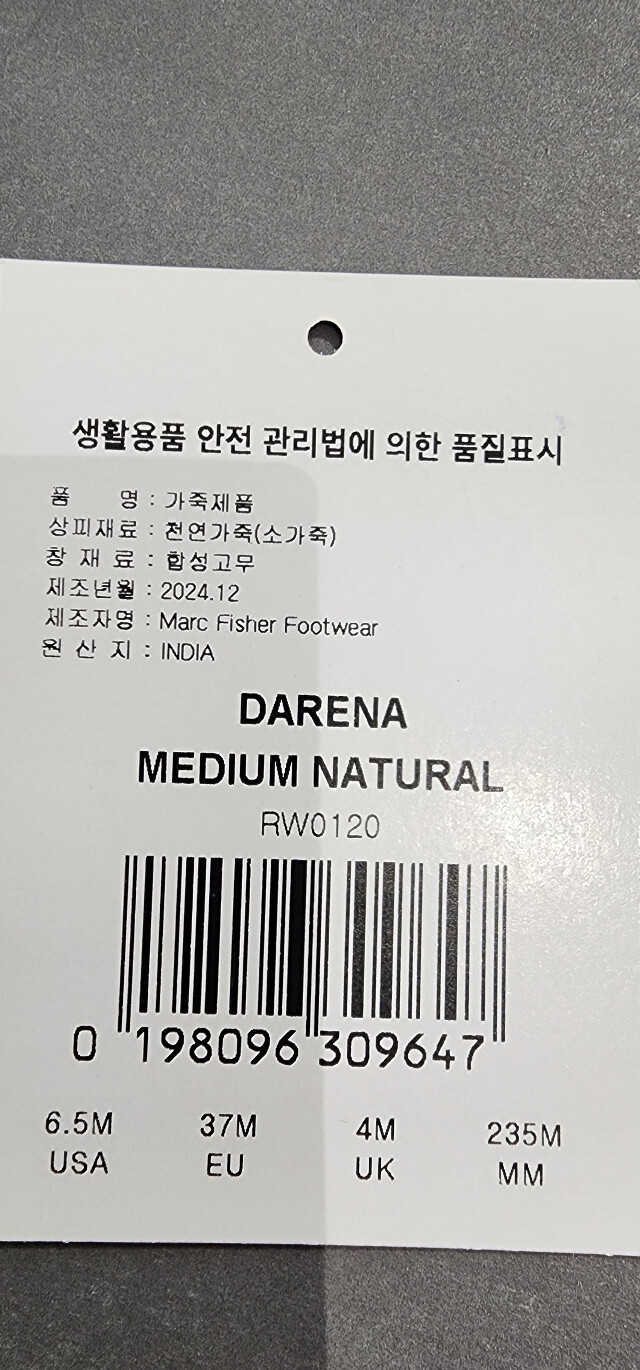 생활용품 안전 관리법에 의한 품질표시
품 명 : 가죽제품
상피재료 : 천연가죽(소가죽)
창 재 료 : 합성고무
제조년월 : 2024.12
제조자명 : Marc Fisher Footwear
원 산 지 : INDIA
DARENA
MEDIUM NATURAL
RW0120
0 198096 309647
6.5M 37M 4M 235M
USA EU UK MM